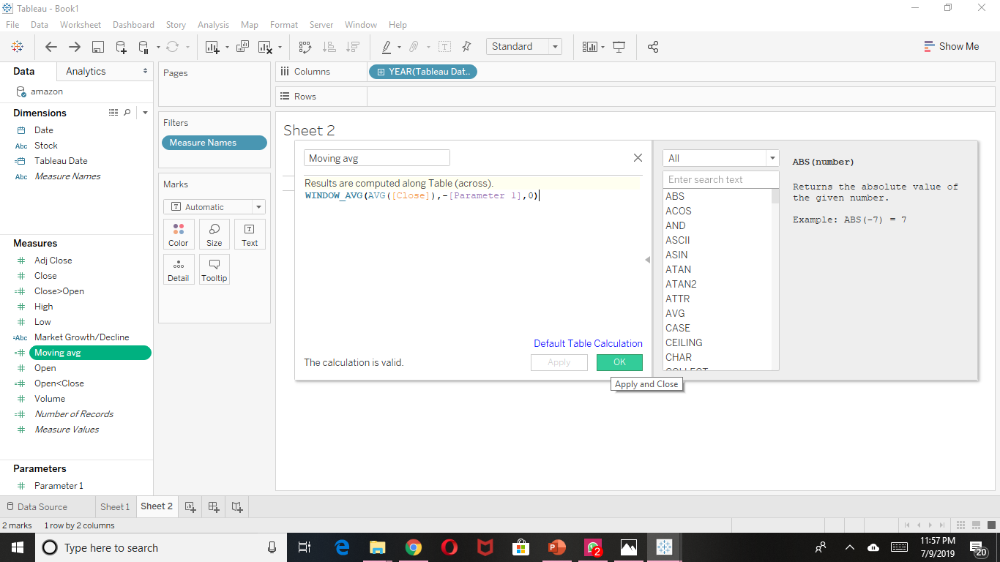 Tableau - Book1
File Data Worksheet Dashboard Story Analysis Map Format Server Window Help
Standard
Show Me
Data Analytics
amazon
Dimensions
Date
Abc Stock
Tableau Date
Abc Measure Names
Measures
Adj Close
Close
Close>Open
High
Low
=Abc Market Growth/Decline
Moving avg
Open
Open<Close
Volume
Number of Records
Measure Values
Parameters
Parameter 1
Pages
Filters
Measure Names
Marks
Automatic
Color Size Text
Detail Tooltip
Columns YEAR(Tableau Dat..
Rows
Sheet 2
Moving avg
Results are computed along Table (across).
WINDOW_AVG(AVG([Close]),-[Parameter 1],0)
Default Table Calculation
The calculation is valid.
Apply OK
Apply and Close
All
Enter search text
ABS
ACOS
AND
ASCII
ASIN
ATAN
ATAN2
ATTR
AVG
CASE
CEILING
CHAR
COLLECT
ABS(number)
Returns the absolute value of
the given number.
Example: ABS(-7) = 7
Data Source Sheet 1 Sheet 2
2 marks 1 row by 2 columns
Type here to search
2
11:57 PM
7/9/2019
20